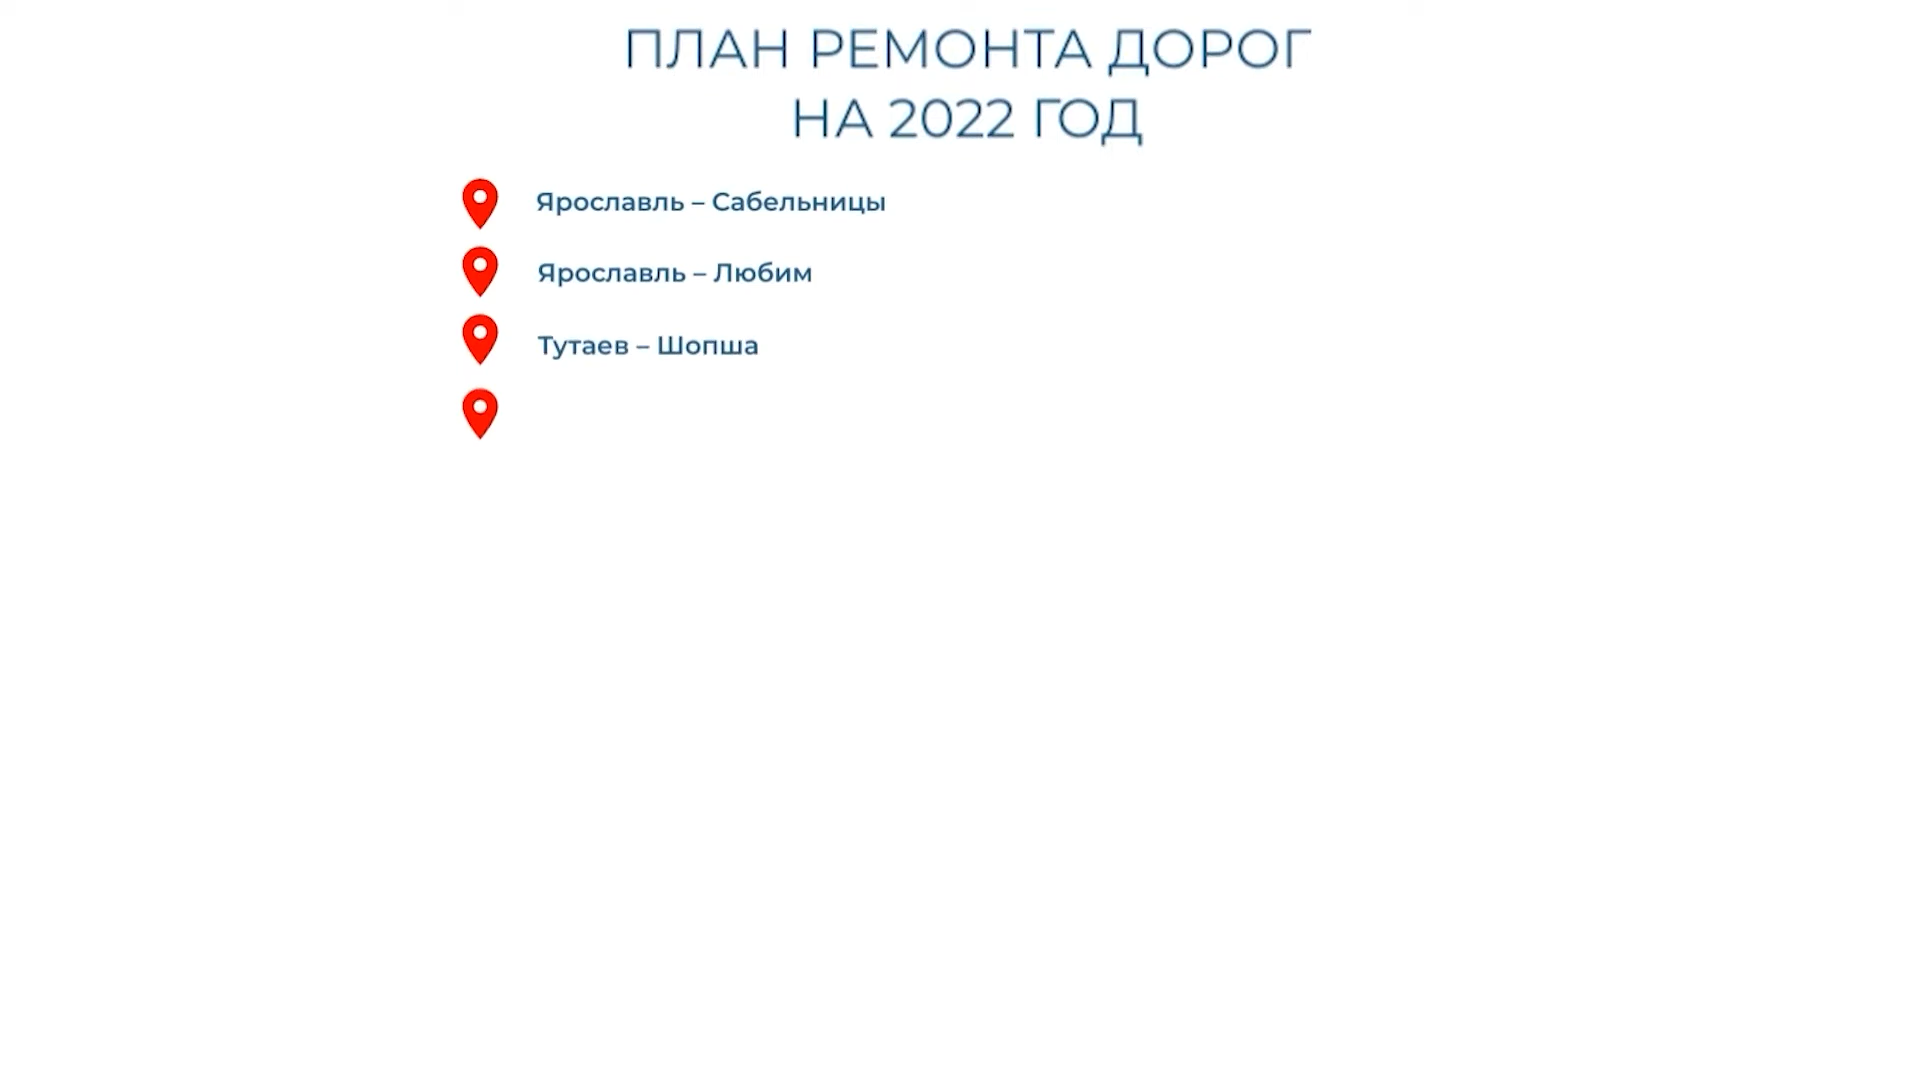 ПЛАН РЕМОНТА ДОРОГ
НА 2022 ГОД
Ярославль – Сабельницы
Ярославль – Любим
Тутаев – Шопша